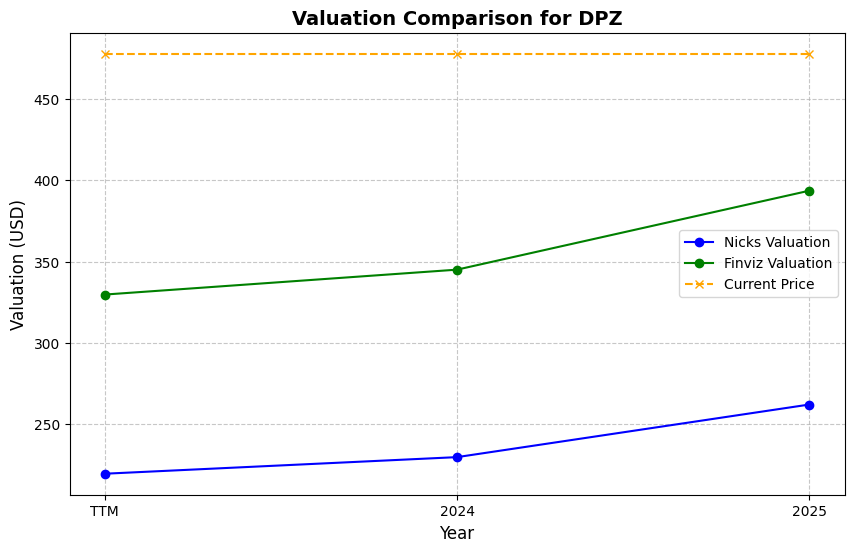 Valuation Comparison for DPZ
Valuation (USD)
450
400
350
300
250
Nicks Valuation
Finviz Valuation
Current Price
TTM
2024
2025
Year